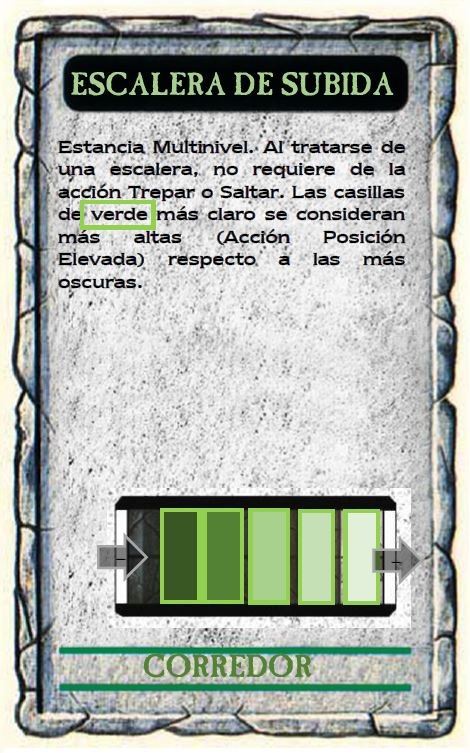 ESCALERA DE SUBIDA
Estancia Multinivel. Al tratarse de
una escalera, no requiere de la
acción Trepar o Saltar. Las casillas
de verde más claro se consideran
más altas (Acción Posición
Elevada) respecto a las más
oscuras.
CORREDOR